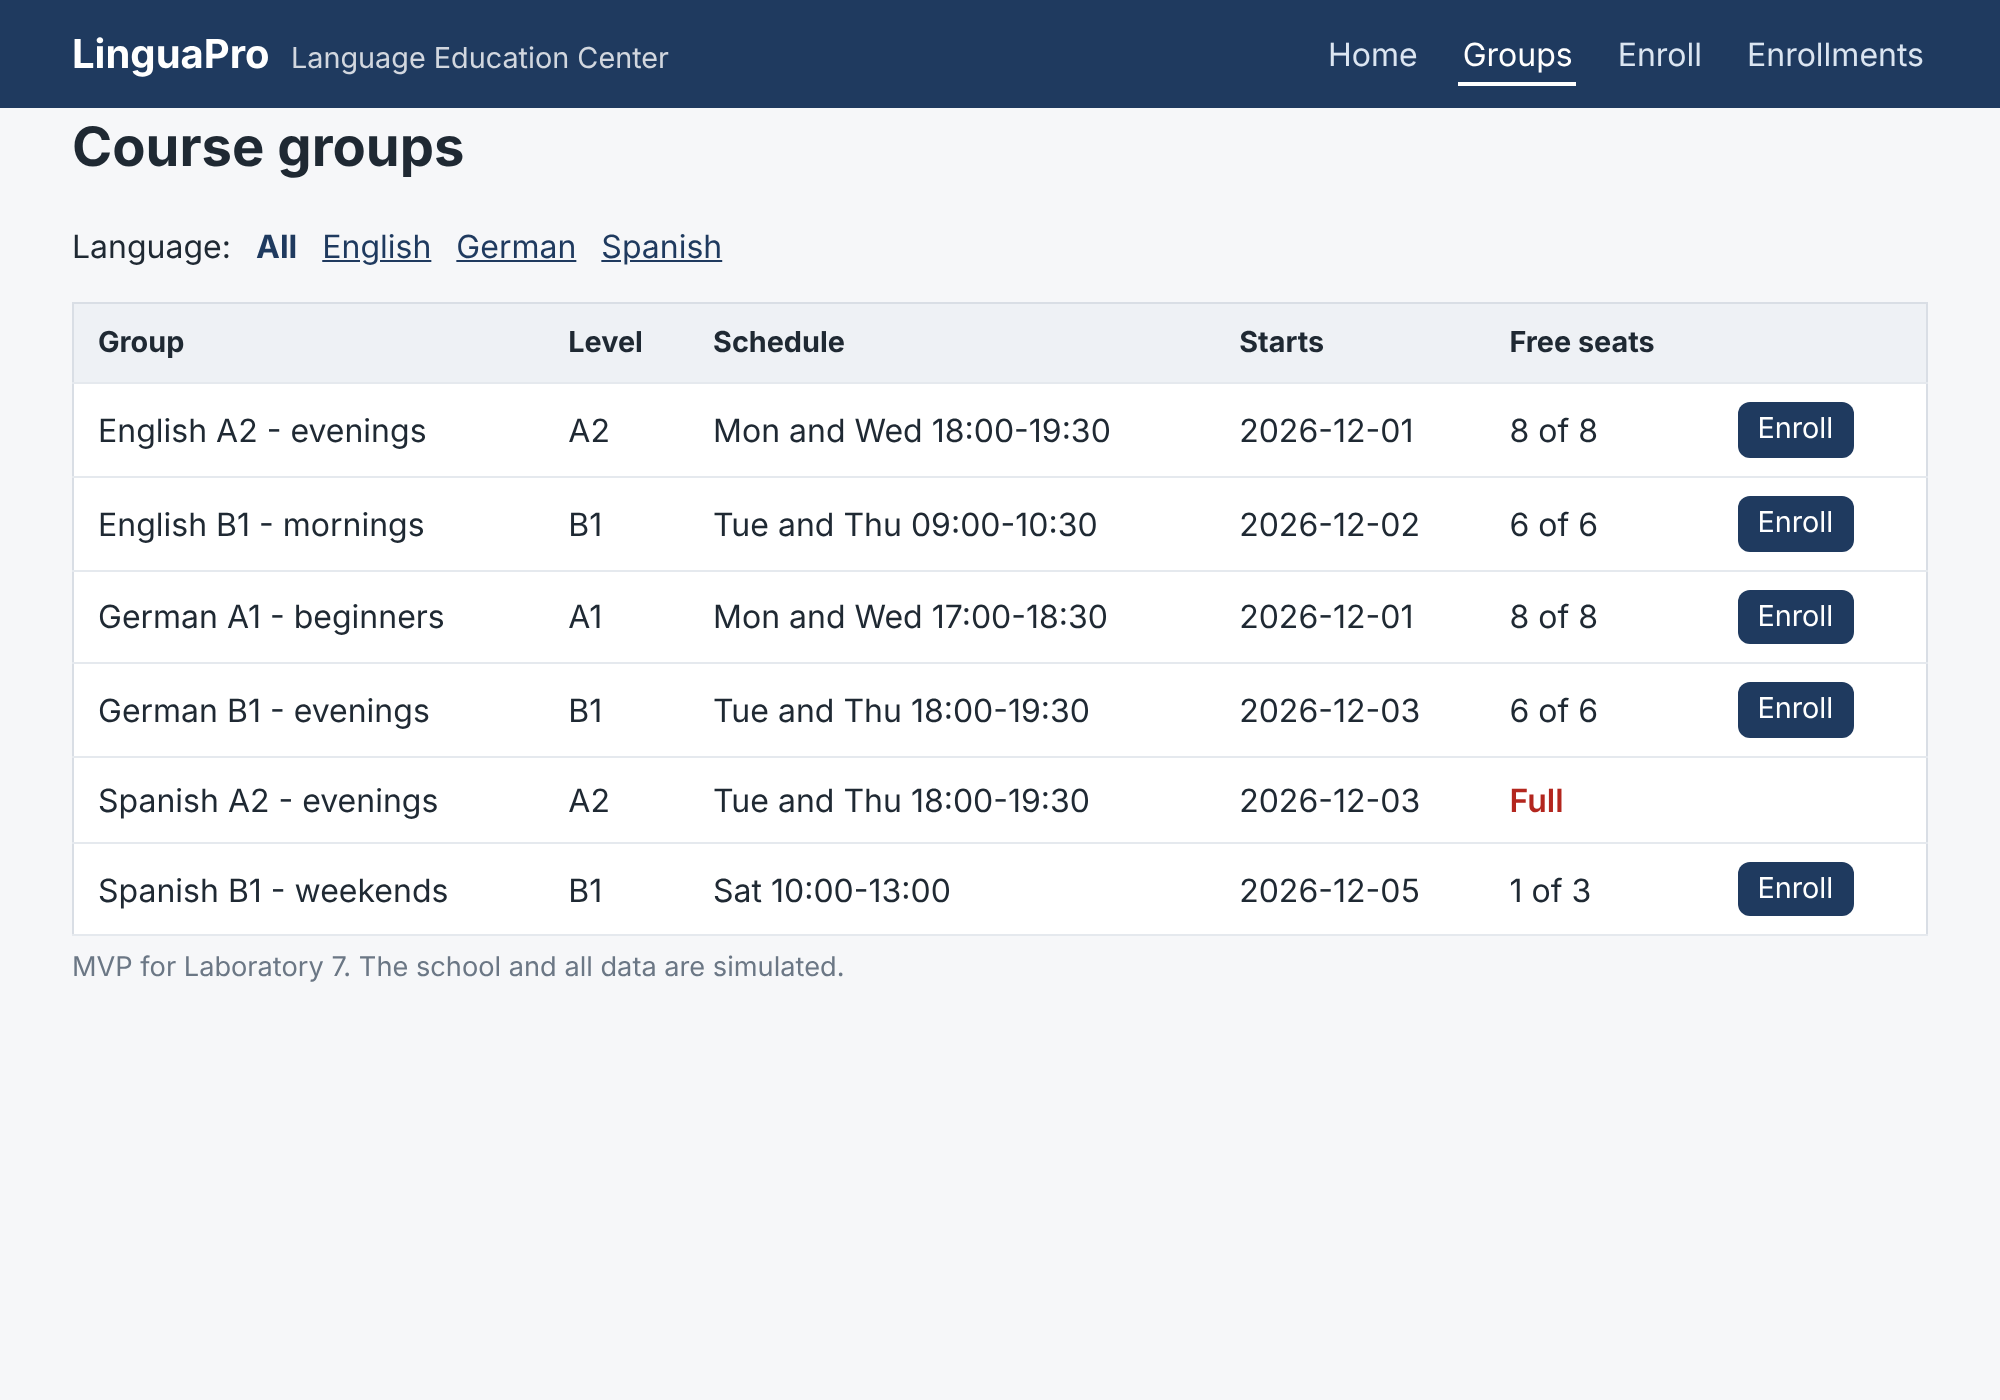 LinguaPro Language Education Center Home Groups Enroll Enrollments
Course groups
Language: All English German Spanish
Group Level Schedule Starts Free seats
English A2 - evenings A2 Mon and Wed 18:00-19:30 2026-12-01 8 of 8 Enroll
English B1 - mornings B1 Tue and Thu 09:00-10:30 2026-12-02 6 of 6 Enroll
German A1 - beginners A1 Mon and Wed 17:00-18:30 2026-12-01 8 of 8 Enroll
German B1 - evenings B1 Tue and Thu 18:00-19:30 2026-12-03 6 of 6 Enroll
Spanish A2 - evenings A2 Tue and Thu 18:00-19:30 2026-12-03 Full
Spanish B1 - weekends B1 Sat 10:00-13:00 2026-12-05 1 of 3 Enroll
MVP for Laboratory 7. The school and all data are simulated.